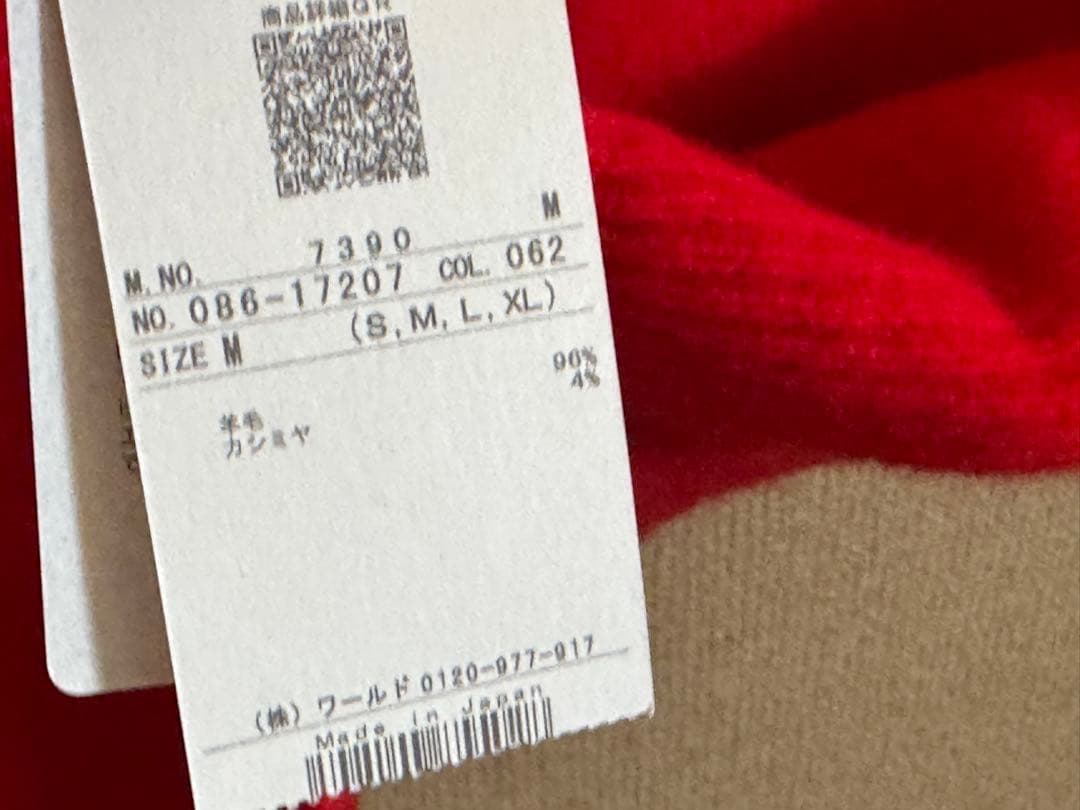 商品詳細QR
M
M.NO. 7390
NO. 086-17207 COL. 062
SIZE M (S,M,L,XL)
羊毛 96%
カシミヤ 4%
(株) ワールド 0120-977-917
Made in Japan